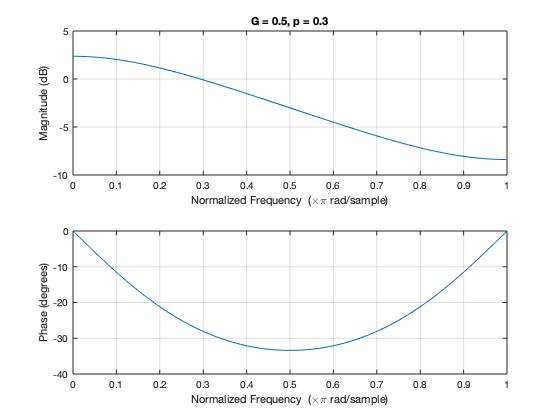 G = 0.5, p = 0.3
5
0
-5
-10
Magnitude (dB)
0 0.1 0.2 0.3 0.4 0.5 0.6 0.7 0.8 0.9 1
Normalized Frequency (×π rad/sample)
0
-10
-20
-30
-40
Phase (degrees)
0 0.1 0.2 0.3 0.4 0.5 0.6 0.7 0.8 0.9 1
Normalized Frequency (×π rad/sample)